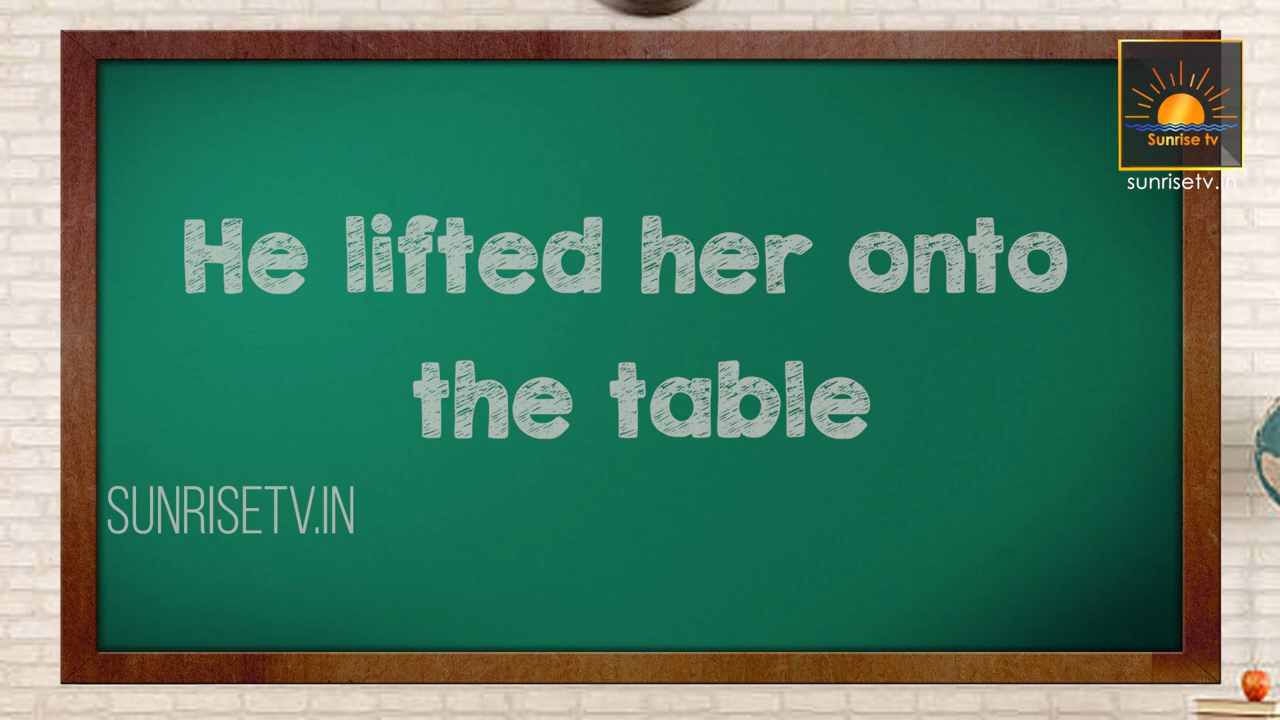 Sunrise tv
sunrisetv.in
He lifted her onto
the table
SUNRISETV.IN